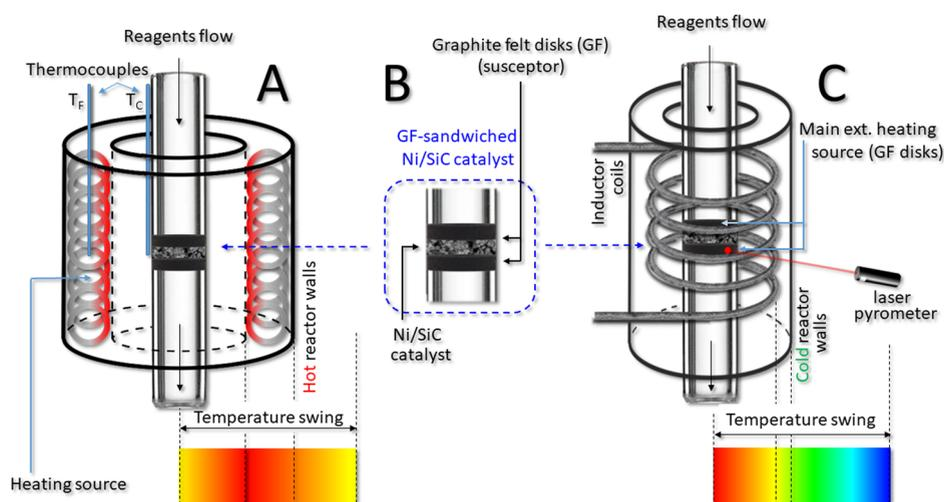 Reagents flow
Thermocouples
T_F
T_C
A
Hot reactor walls
Temperature swing
Heating source
B
Graphite felt disks (GF)
(susceptor)
GF-sandwiched
Ni/SiC catalyst
Ni/SiC
catalyst
C
Reagents flow
Inductor
coils
Main ext. heating
source (GF disks)
laser
pyrometer
Cold reactor
walls
Temperature swing